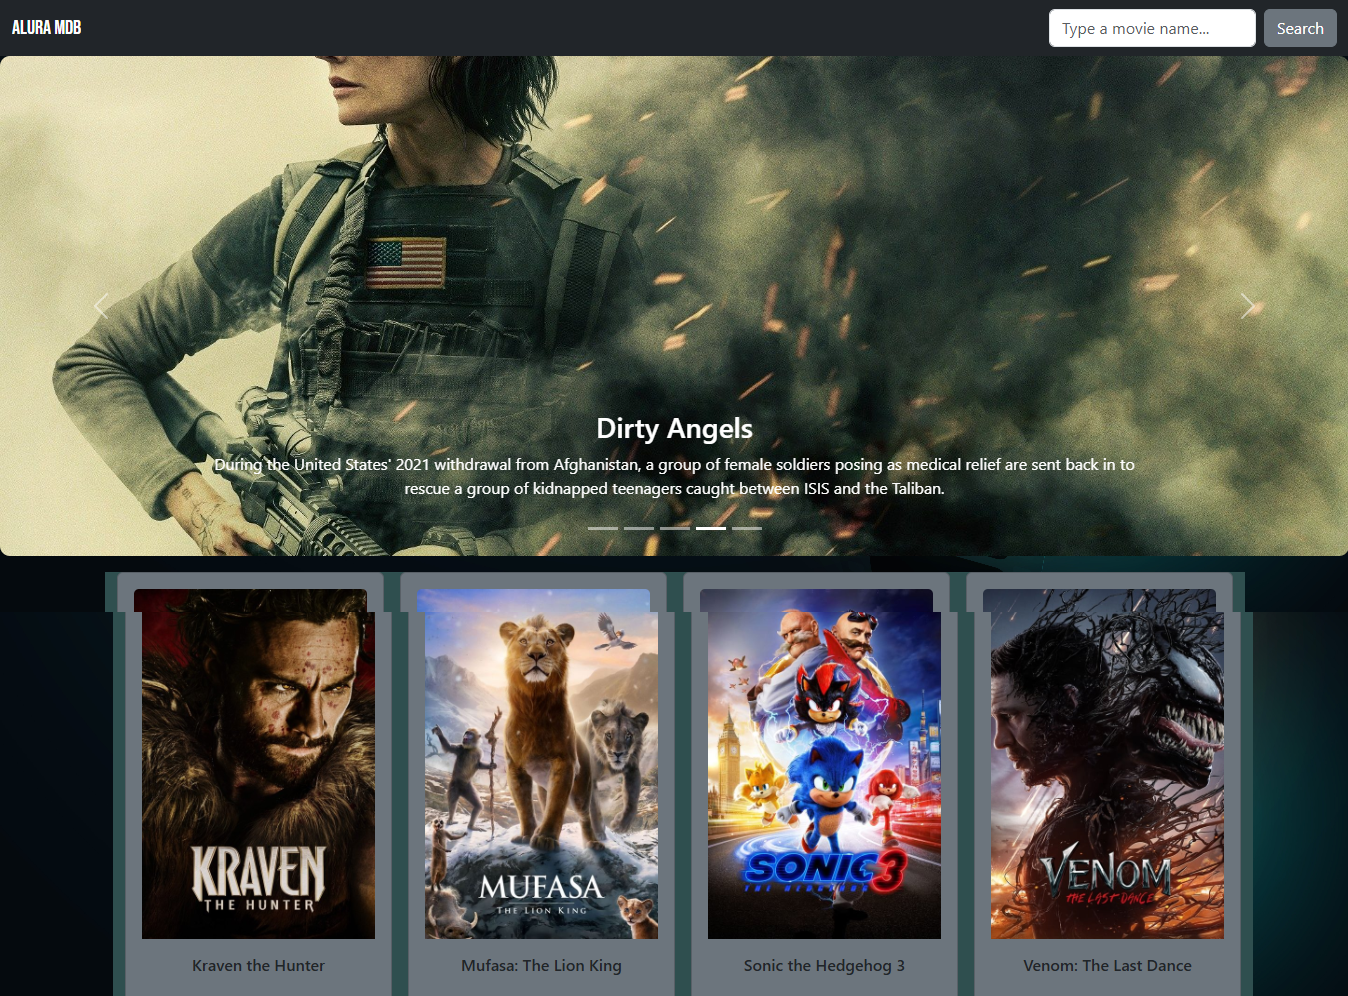 ALURA MDB
Type a movie name...
Search
Dirty Angels
During the United States' 2021 withdrawal from Afghanistan, a group of female soldiers posing as medical relief are sent back in to
rescue a group of kidnapped teenagers caught between ISIS and the Taliban.
KRAVEN
THE HUNTER
MUFASA
THE LION KING
SONIC 3
THE HEDGEHOG
VENOM
THE LAST DANCE
Kraven the Hunter
Mufasa: The Lion King
Sonic the Hedgehog 3
Venom: The Last Dance